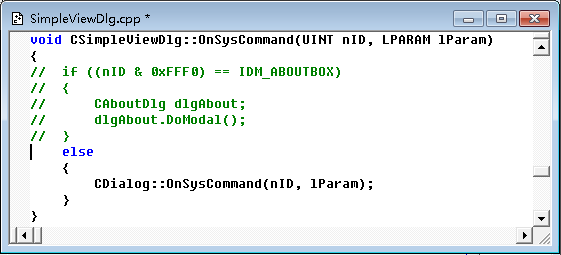 SimpleViewDlg.cpp *
void CSimpleViewDlg::OnSysCommand(UINT nID, LPARAM lParam)
{
//  if ((nID & 0xFFF0) == IDM_ABOUTBOX)
//  {
//      CAboutDlg dlgAbout;
//      dlgAbout.DoModal();
//  }
    else
    {
        CDialog::OnSysCommand(nID, lParam);
    }
}